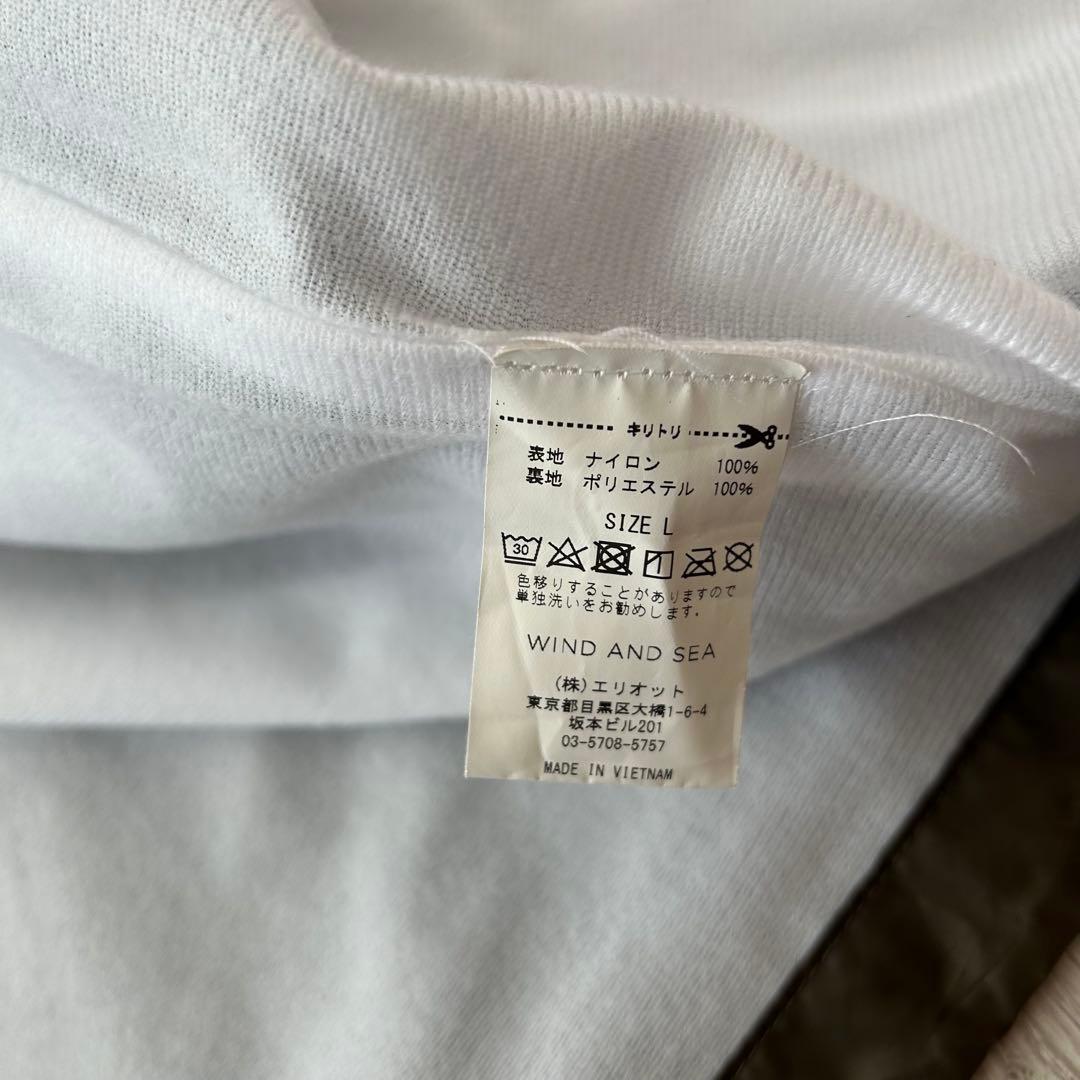 キリトリ
表地 ナイロン 100%
裏地 ポリエステル 100%
SIZE L
30
色移りすることがありますので
単独洗いをお勧めします。
WIND AND SEA
(株)エリオット
東京都目黒区大橋1-6-4
坂本ビル201
03-5708-5757
MADE IN VIETNAM